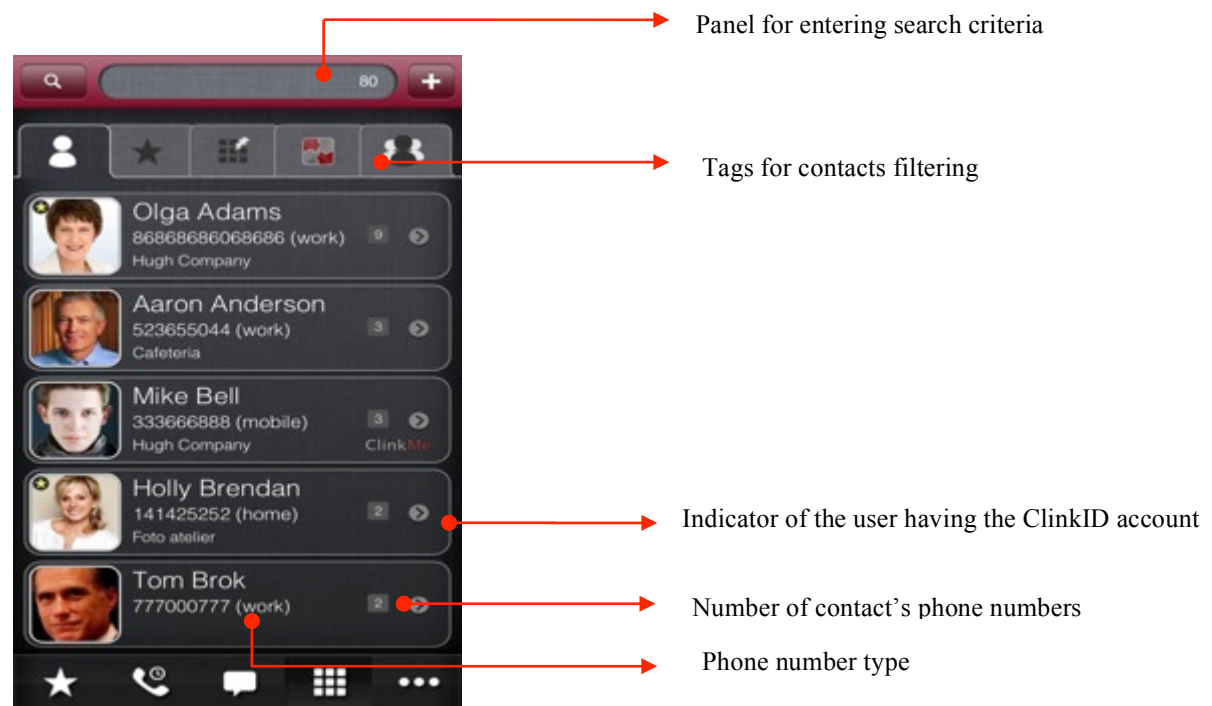 Panel for entering search criteria
80
Tags for contacts filtering
Olga Adams
86868686068686 (work)
9
Hugh Company
Aaron Anderson
523655044 (work)
3
Cafeteria
Mike Bell
333666888 (mobile)
3
Hugh Company
ClinkMe
Holly Brendan
141425252 (home)
2
Foto atelier
Indicator of the user having the ClinkID account
Tom Brok
777000777 (work)
2
Number of contact's phone numbers
Phone number type